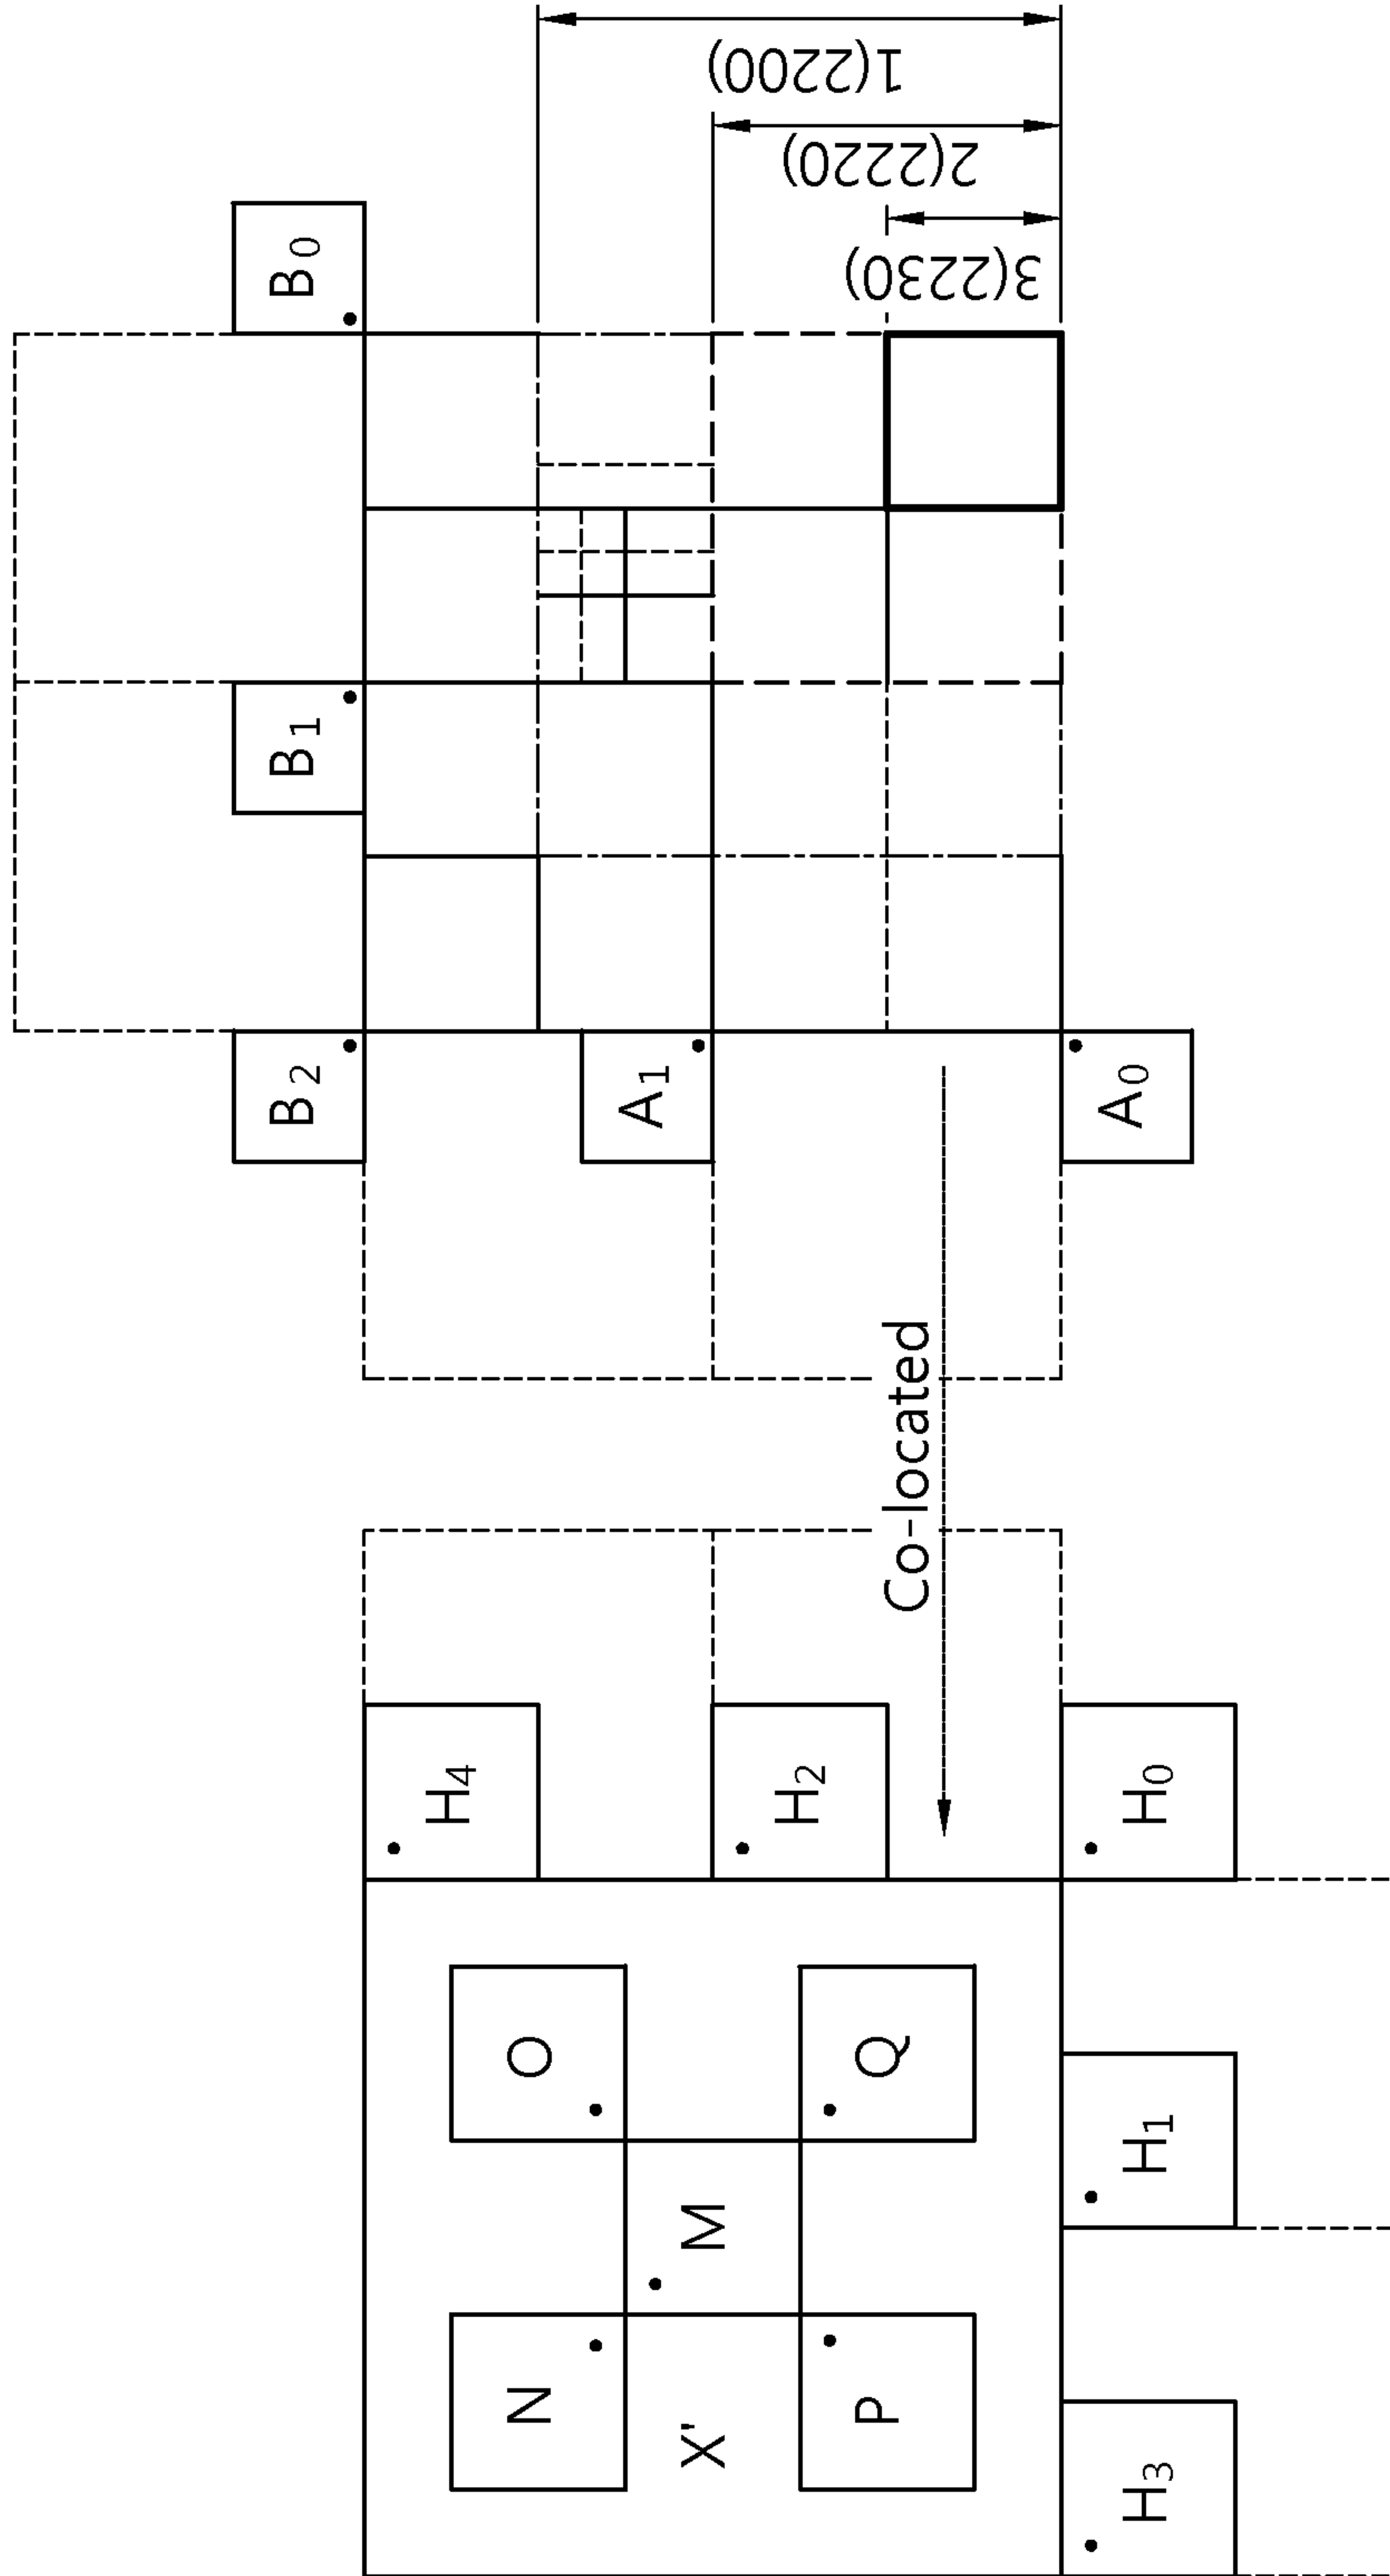 1(2200)
2(2220)
3(2230)
B0
B1
B2
A1
A0
Co-located
H4
H2
H0
O
Q
M
H1
N
P
X'
H3